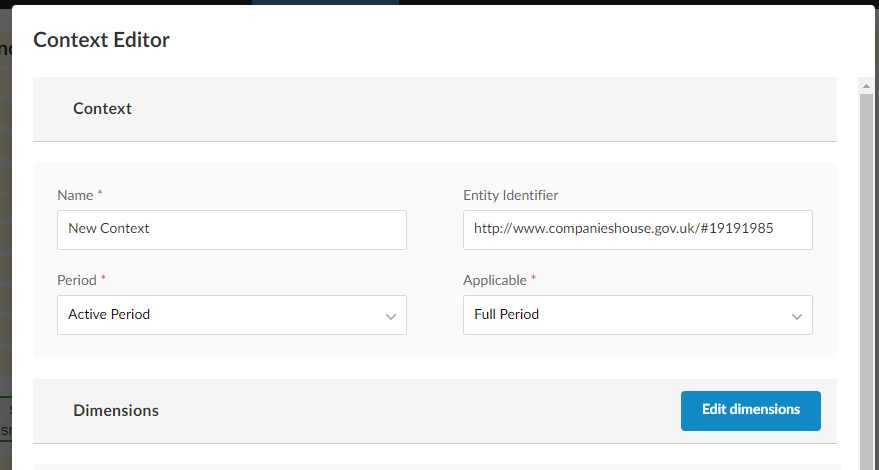 Context Editor
Context
Name *
Entity Identifier
New Context
http://www.companieshouse.gov.uk/#19191985
Period *
Applicable *
Active Period
Full Period
Dimensions
Edit dimensions